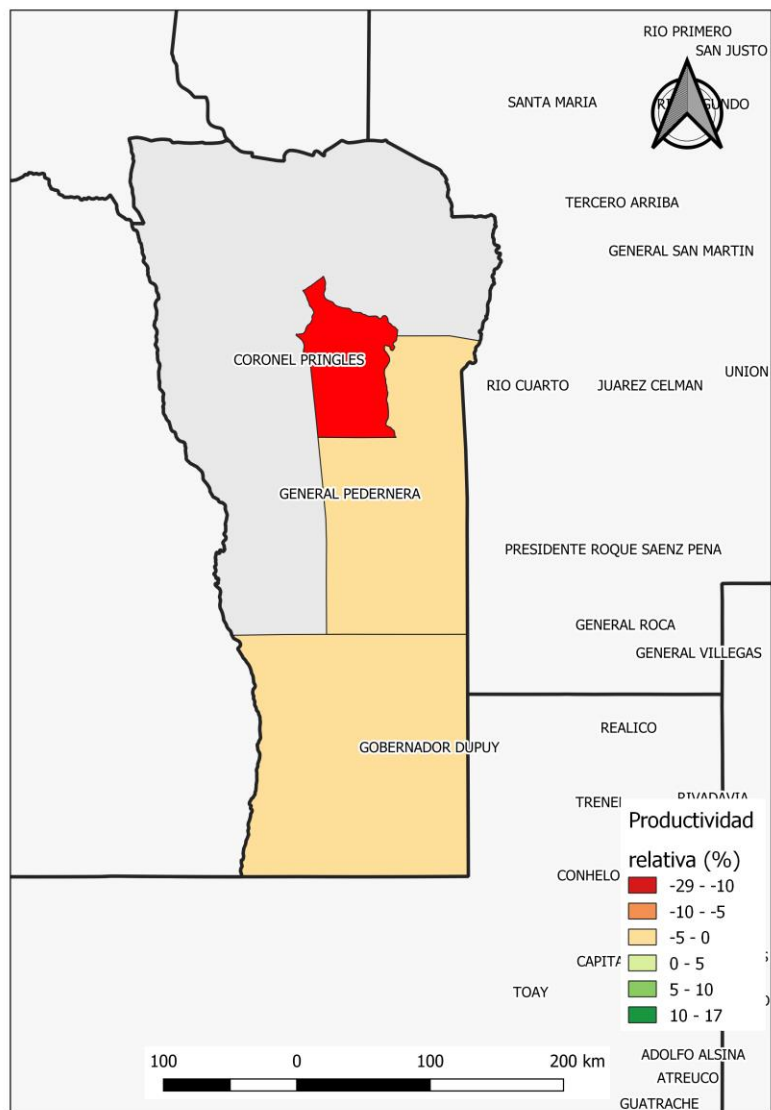 RIO PRIMERO
SAN JUSTO
SANTA MARIA
TERCERO ARRIBA
GENERAL SAN MARTIN
CORONEL PRINGLES
UNION
RIO CUARTO
JUAREZ CELMAN
GENERAL PEDERNERA
PRESIDENTE ROQUE SAENZ PENA
GENERAL ROCA
GENERAL VILLEGAS
REALICO
GOBERNADOR DUPUY
Productividad
relativa (%)
-29 - -10
-10 - -5
-5 - 0
0 - 5
5 - 10
10 - 17
CONHELO
TOAY
100 0 100 200 km
ADOLFO ALSINA
ATREUCO
GUATRACHE